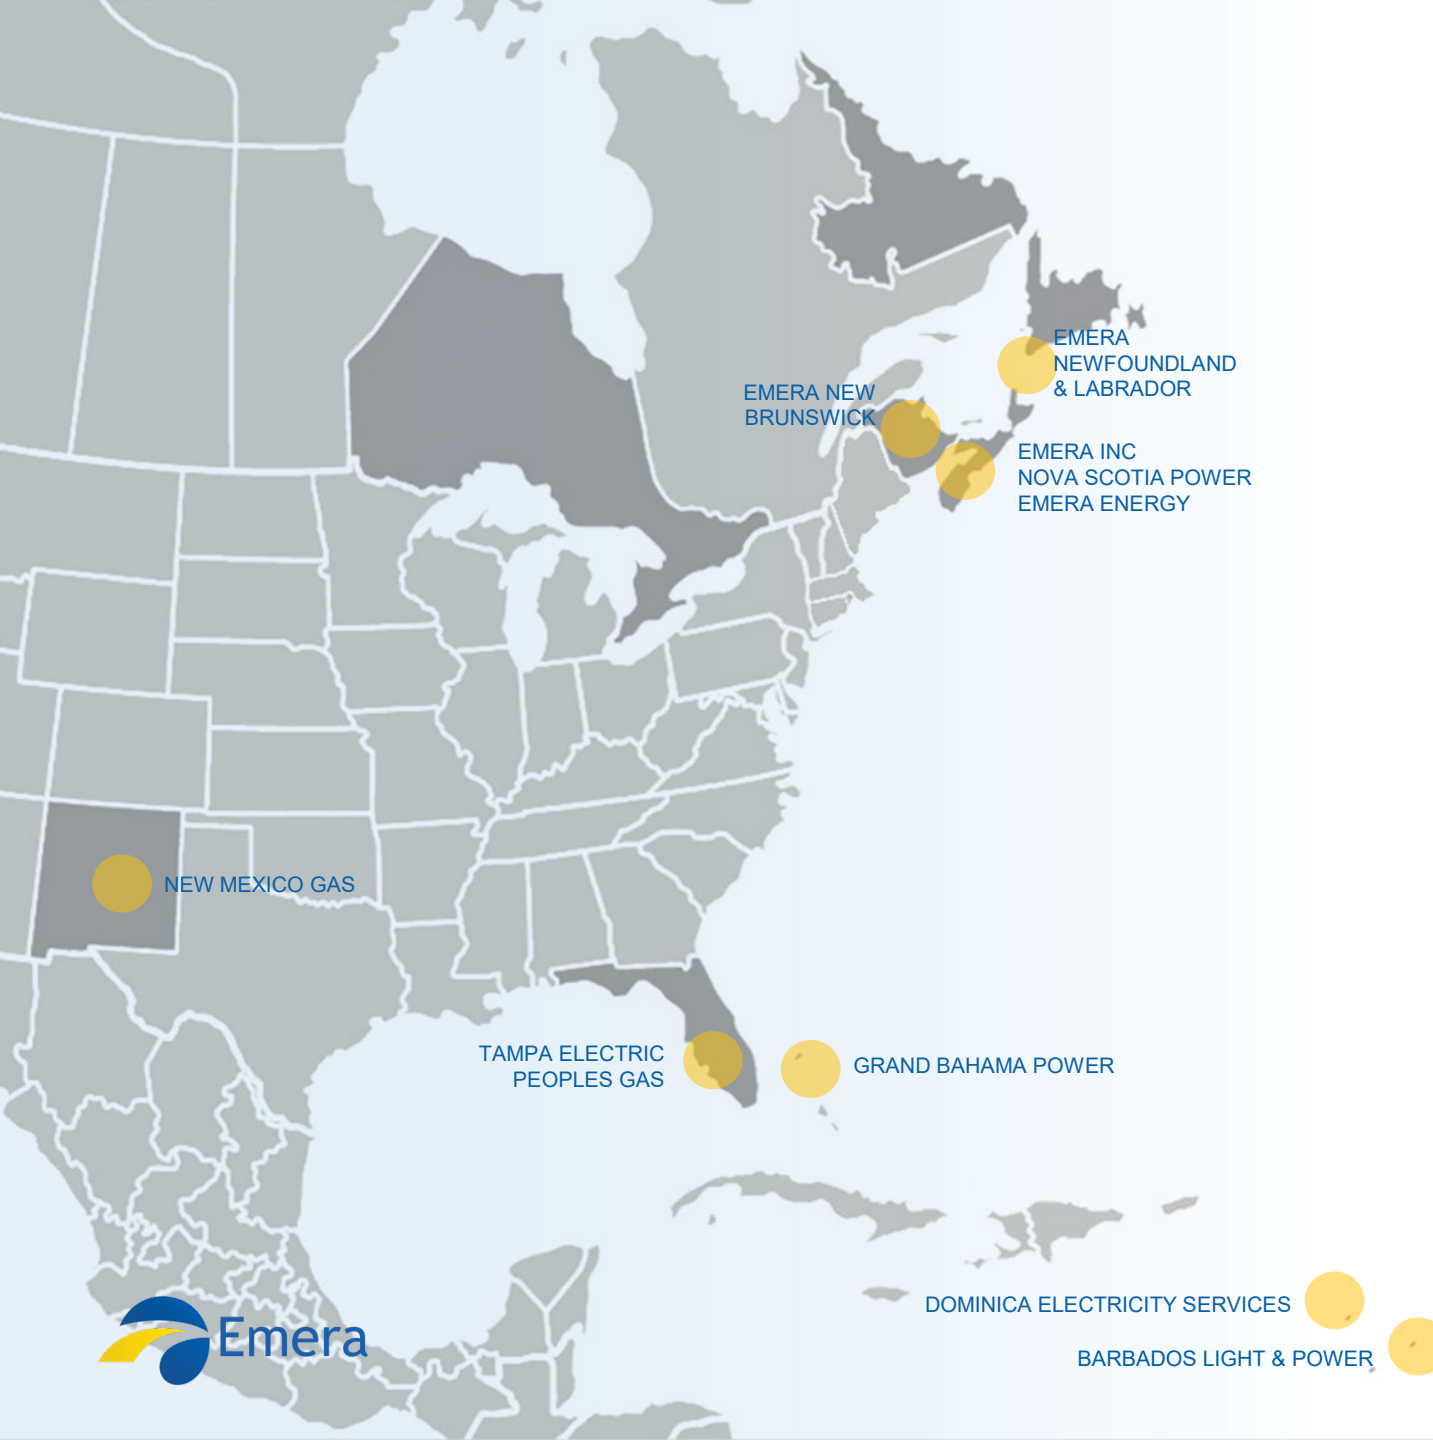 EMERA
NEWFOUNDLAND
& LABRADOR
EMERA NEW
BRUNSWICK
EMERA INC
NOVA SCOTIA POWER
EMERA ENERGY
NEW MEXICO GAS
TAMPA ELECTRIC
PEOPLES GAS
GRAND BAHAMA POWER
DOMINICA ELECTRICITY SERVICES
BARBADOS LIGHT & POWER
Emera